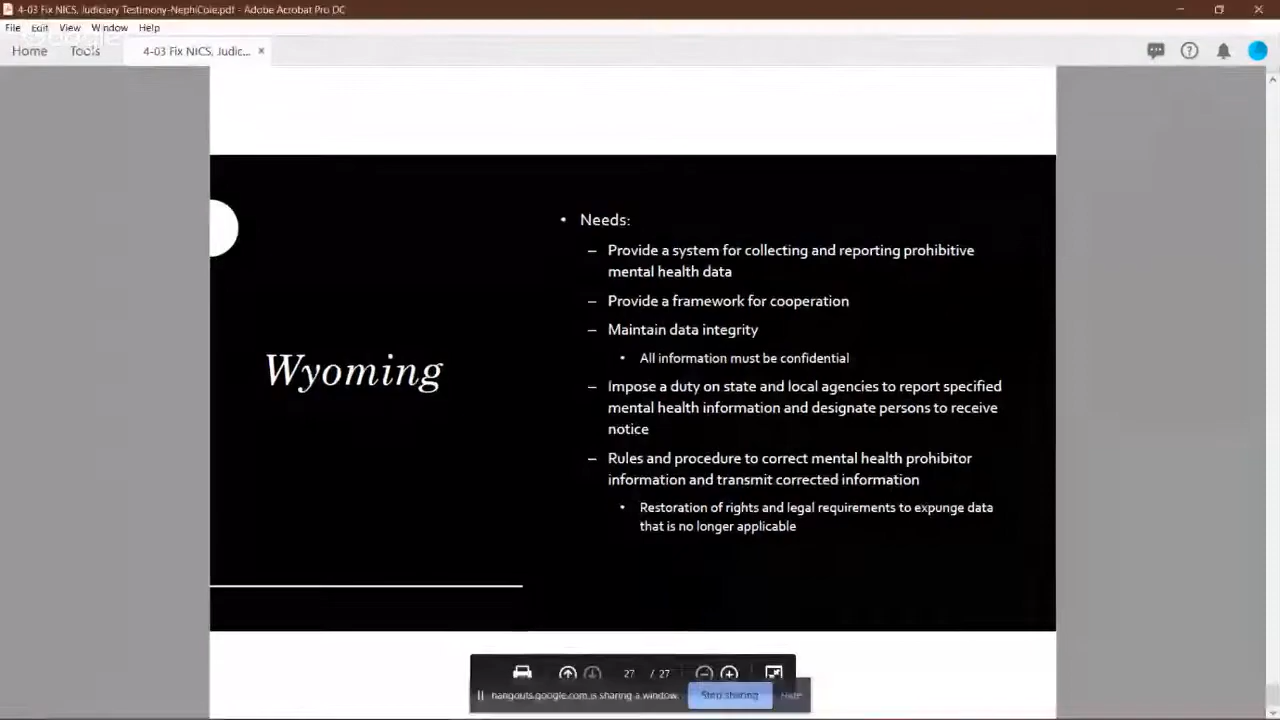 4-03 Fix NICS, Judiciary Testimony-NephiCole.pdf - Adobe Acrobat Pro DC
File Edit View Window Help
Home Tools 4-03 Fix NICS, Judic... ×
Wyoming
• Needs:
– Provide a system for collecting and reporting prohibitive
mental health data
– Provide a framework for cooperation
– Maintain data integrity
• All information must be confidential
– Impose a duty on state and local agencies to report specified
mental health information and designate persons to receive
notice
– Rules and procedure to correct mental health prohibitor
information and transmit corrected information
• Restoration of rights and legal requirements to expunge data
that is no longer applicable
27 / 27
hangouts.google.com is sharing a window. Stop sharing Hide